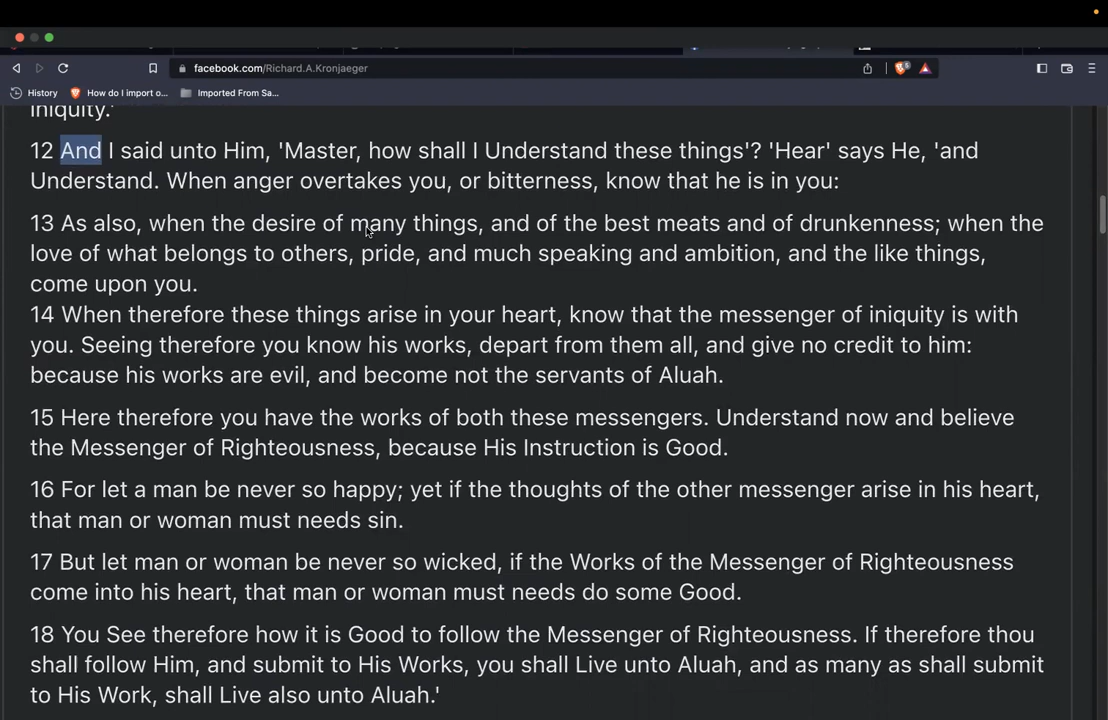 facebook.com/Richard.A.Kronjaeger
History How do I import o... Imported From Sa...
iniquity.'
12 And I said unto Him, 'Master, how shall I Understand these things'? 'Hear' says He, 'and
Understand. When anger overtakes you, or bitterness, know that he is in you:
13 As also, when the desire of many things, and of the best meats and of drunkenness; when the
love of what belongs to others, pride, and much speaking and ambition, and the like things,
come upon you.
14 When therefore these things arise in your heart, know that the messenger of iniquity is with
you. Seeing therefore you know his works, depart from them all, and give no credit to him:
because his works are evil, and become not the servants of Aluah.
15 Here therefore you have the works of both these messengers. Understand now and believe
the Messenger of Righteousness, because His Instruction is Good.
16 For let a man be never so happy; yet if the thoughts of the other messenger arise in his heart,
that man or woman must needs sin.
17 But let man or woman be never so wicked, if the Works of the Messenger of Righteousness
come into his heart, that man or woman must needs do some Good.
18 You See therefore how it is Good to follow the Messenger of Righteousness. If therefore thou
shall follow Him, and submit to His Works, you shall Live unto Aluah, and as many as shall submit
to His Work, shall Live also unto Aluah.'